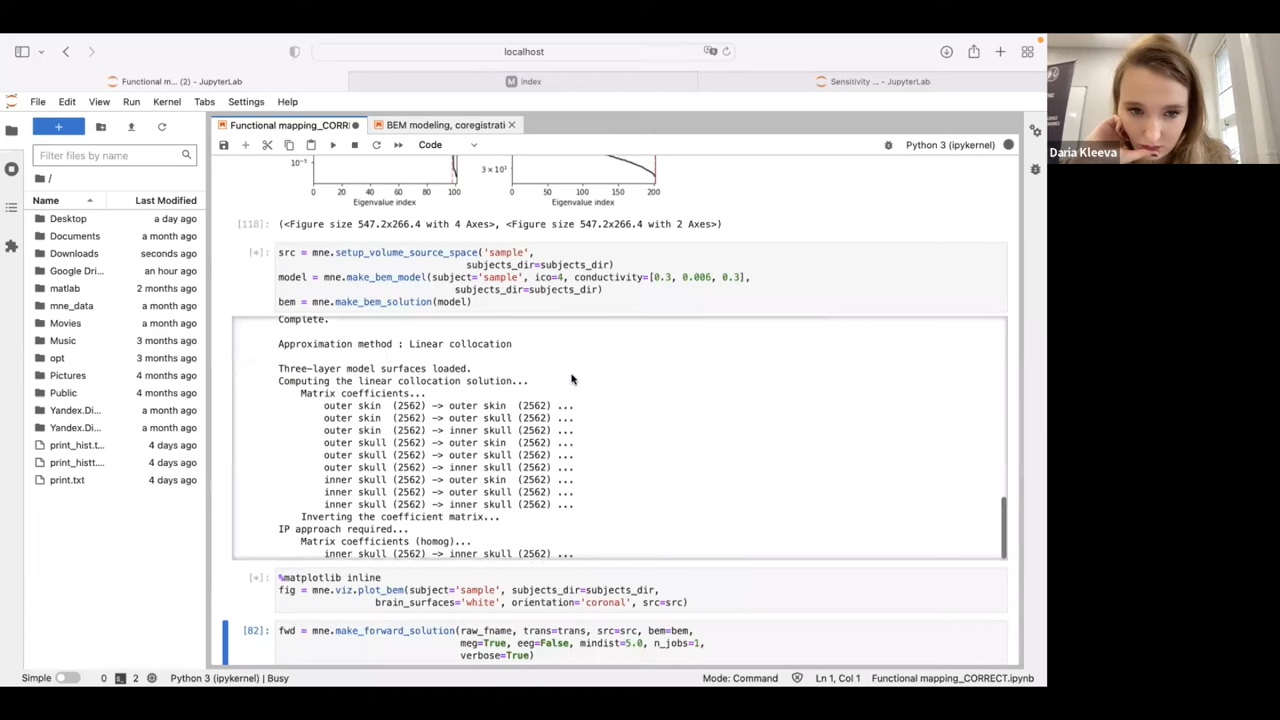 localhost
Functional m... (2) - JupyterLab
index
Sensitivity ... - JupyterLab
File Edit View Run Kernel Tabs Settings Help
Functional mapping_CORR
BEM modeling, coregistrati
Code
Python 3 (ipykernel)
Filter files by name
/
Name
Last Modified
Desktop a day ago
Documents a month ago
Downloads seconds ago
Google Dri... an hour ago
matlab 2 months ago
mne_data a month ago
Movies a month ago
Music 3 months ago
opt 2 months ago
Pictures 4 months ago
Public 4 months ago
Yandex.Di... a month ago
Yandex.Di... a month ago
print_hist.t... 4 days ago
print_histt.... 4 days ago
print.txt 4 days ago
10⁻⁵
3 × 10¹
0 20 40 60 80 100
0 50 100 150 200
Eigenvalue index
Eigenvalue index
[118]: (<Figure size 547.2x266.4 with 4 Axes>, <Figure size 547.2x266.4 with 2 Axes>)
[*]: src = mne.setup_volume_source_space('sample',
subjects_dir=subjects_dir)
model = mne.make_bem_model(subject='sample', ico=4, conductivity=[0.3, 0.006, 0.3],
subjects_dir=subjects_dir)
bem = mne.make_bem_solution(model)
Complete.
Approximation method : Linear collocation
Three-layer model surfaces loaded.
Computing the linear collocation solution...
Matrix coefficients...
outer skin (2562) -> outer skin (2562) ...
outer skin (2562) -> outer skull (2562) ...
outer skin (2562) -> inner skull (2562) ...
outer skull (2562) -> outer skin (2562) ...
outer skull (2562) -> outer skull (2562) ...
outer skull (2562) -> inner skull (2562) ...
inner skull (2562) -> outer skin (2562) ...
inner skull (2562) -> outer skull (2562) ...
inner skull (2562) -> inner skull (2562) ...
Inverting the coefficient matrix...
IP approach required...
Matrix coefficients (homog)...
inner skull (2562) -> inner skull (2562) ...
[*]: %matplotlib inline
fig = mne.viz.plot_bem(subject='sample', subjects_dir=subjects_dir,
brain_surfaces='white', orientation='coronal', src=src)
[82]: fwd = mne.make_forward_solution(raw_fname, trans=trans, src=src, bem=bem,
meg=True, eeg=False, mindist=5.0, n_jobs=1,
verbose=True)
Simple 0 2 Python 3 (ipykernel) | Busy
Mode: Command Ln 1, Col 1 Functional mapping_CORRECT.ipynb
Daria Kleeva